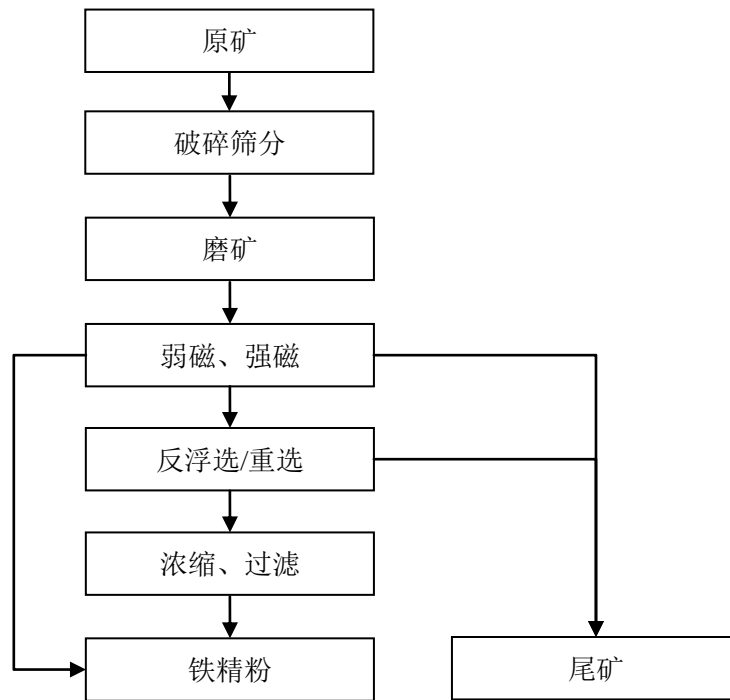 原矿
破碎筛分
磨矿
弱磁、强磁
反浮选/重选
浓缩、过滤
铁精粉
尾矿